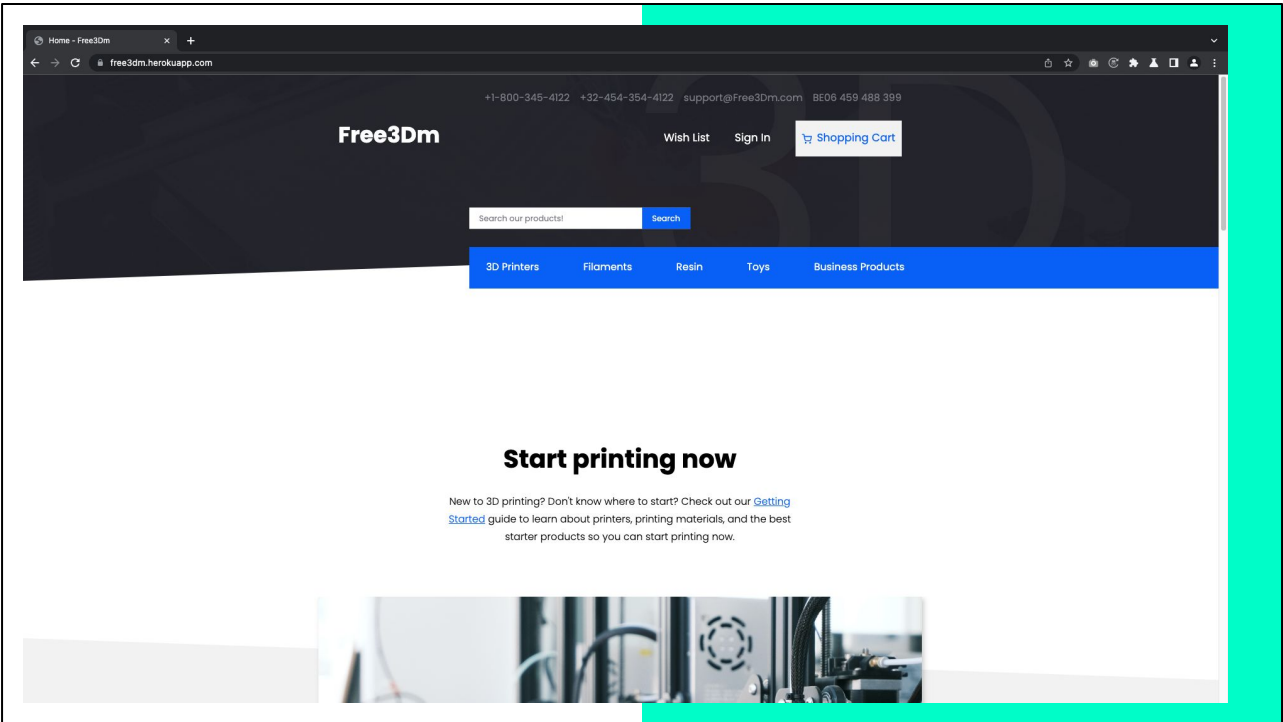 Home - Free3Dm
free3dm.herokuapp.com
+1-800-345-4122 +32-454-354-4122 support@Free3Dm.com BE06 459 488 399
Free3Dm
Wish List Sign In Shopping Cart
3D
Search our products! Search
3D Printers Filaments Resin Toys Business Products
Start printing now
New to 3D printing? Don't know where to start? Check out our Getting
Started guide to learn about printers, printing materials, and the best
starter products so you can start printing now.